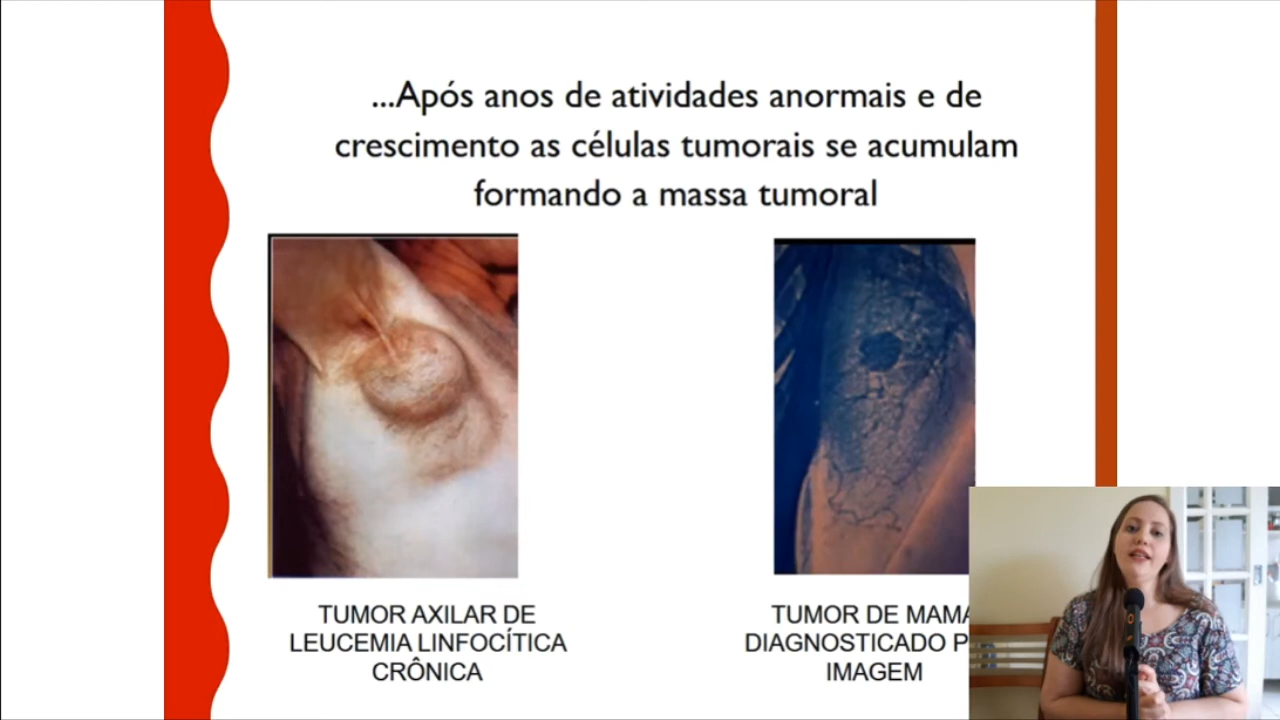 ...Após anos de atividades anormais e de
crescimento as células tumorais se acumulam
formando a massa tumoral
TUMOR AXILAR DE
LEUCEMIA LINFOCÍTICA
CRÔNICA
TUMOR DE MAMA
DIAGNOSTICADO
IMAGEM